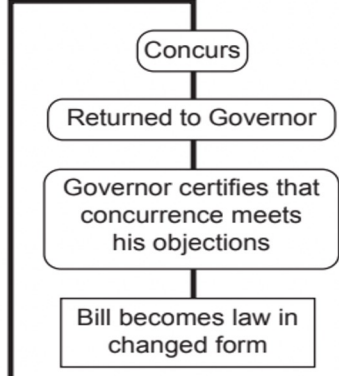 Concurs
Returned to Governor
Governor certifies that
concurrence meets
his objections
Bill becomes law in
changed form